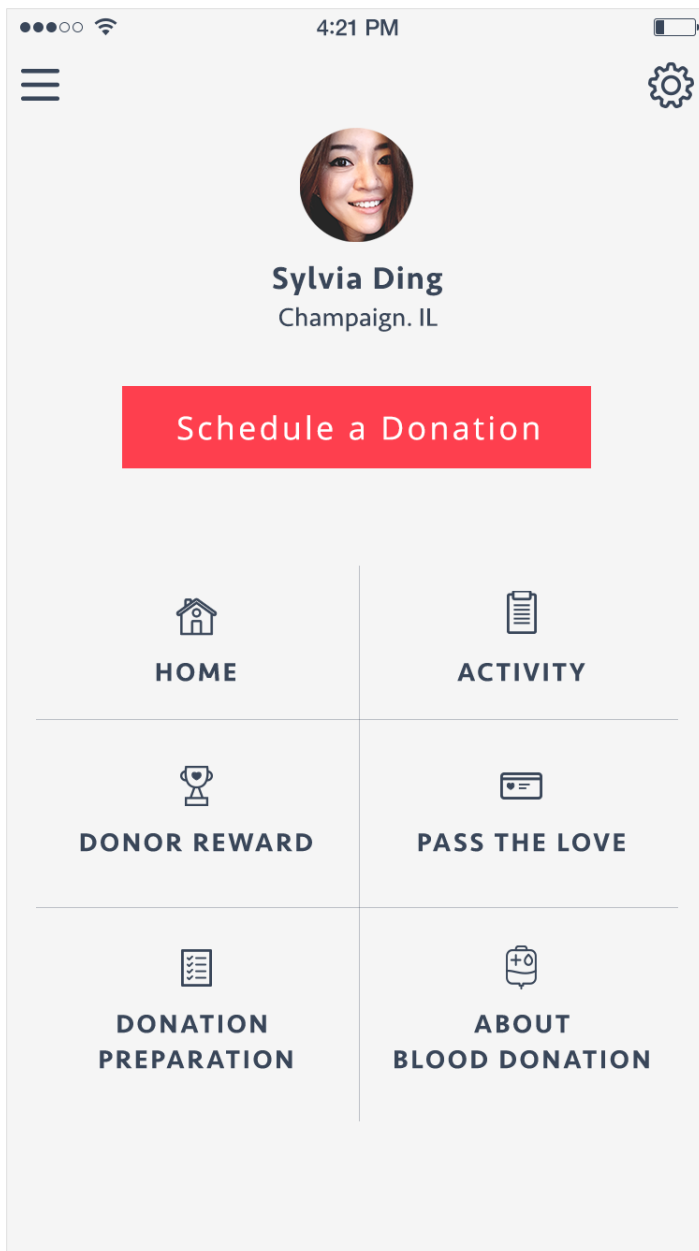 4:21 PM
Sylvia Ding
Champaign. IL
Schedule a Donation
HOME
ACTIVITY
DONOR REWARD
PASS THE LOVE
DONATION
PREPARATION
ABOUT
BLOOD DONATION